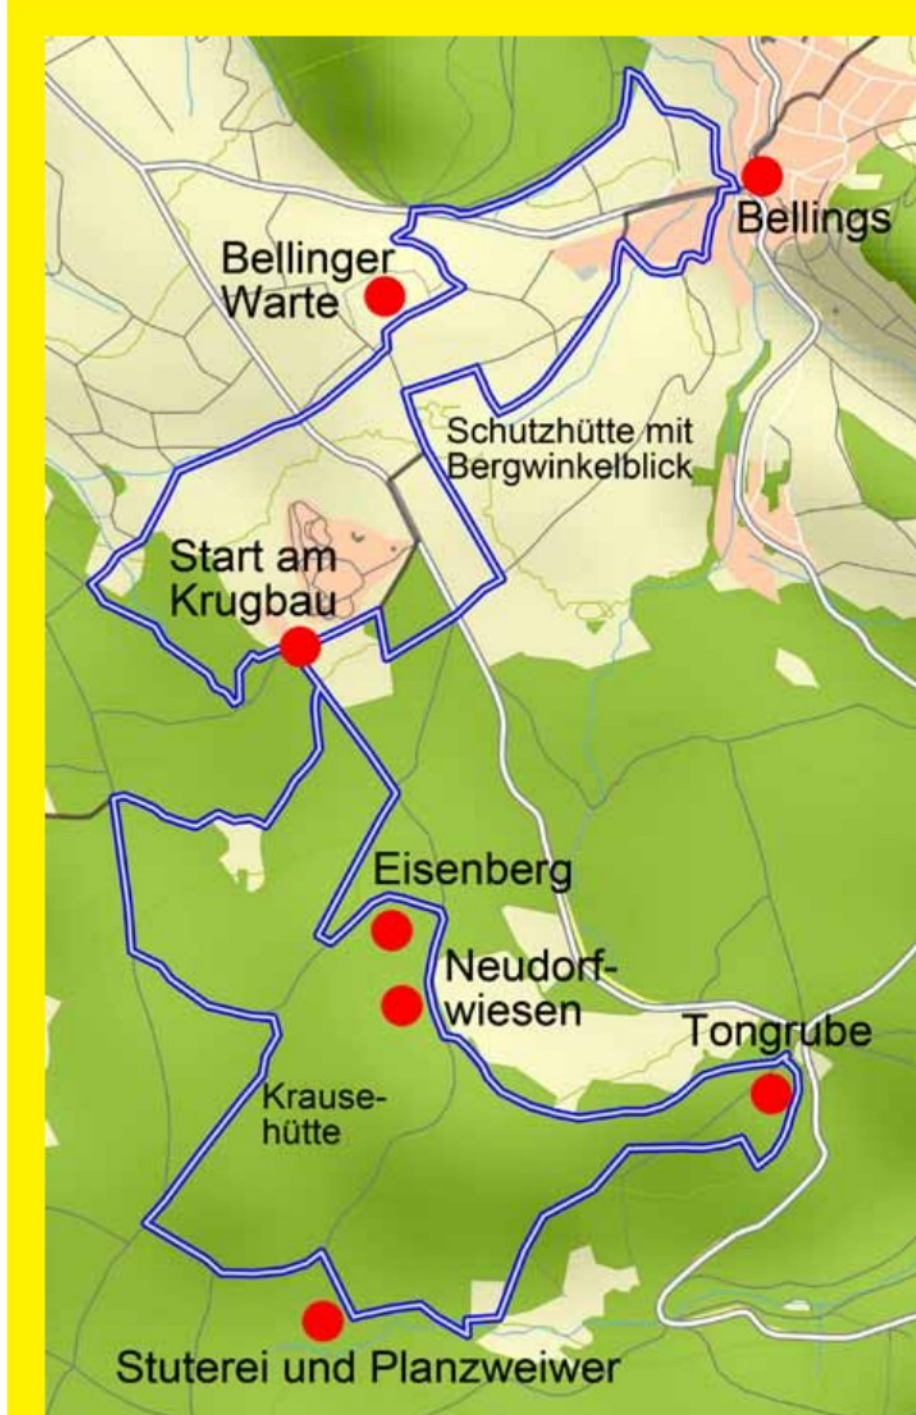 Bellings
Bellinger
Warte
Schutzhütte mit
Bergwinkelblick
Start am
Krugbau
Eisenberg
Neudorf-
wiesen
Tongrube
Krause-
hütte
Stuterei und Planzweiwer